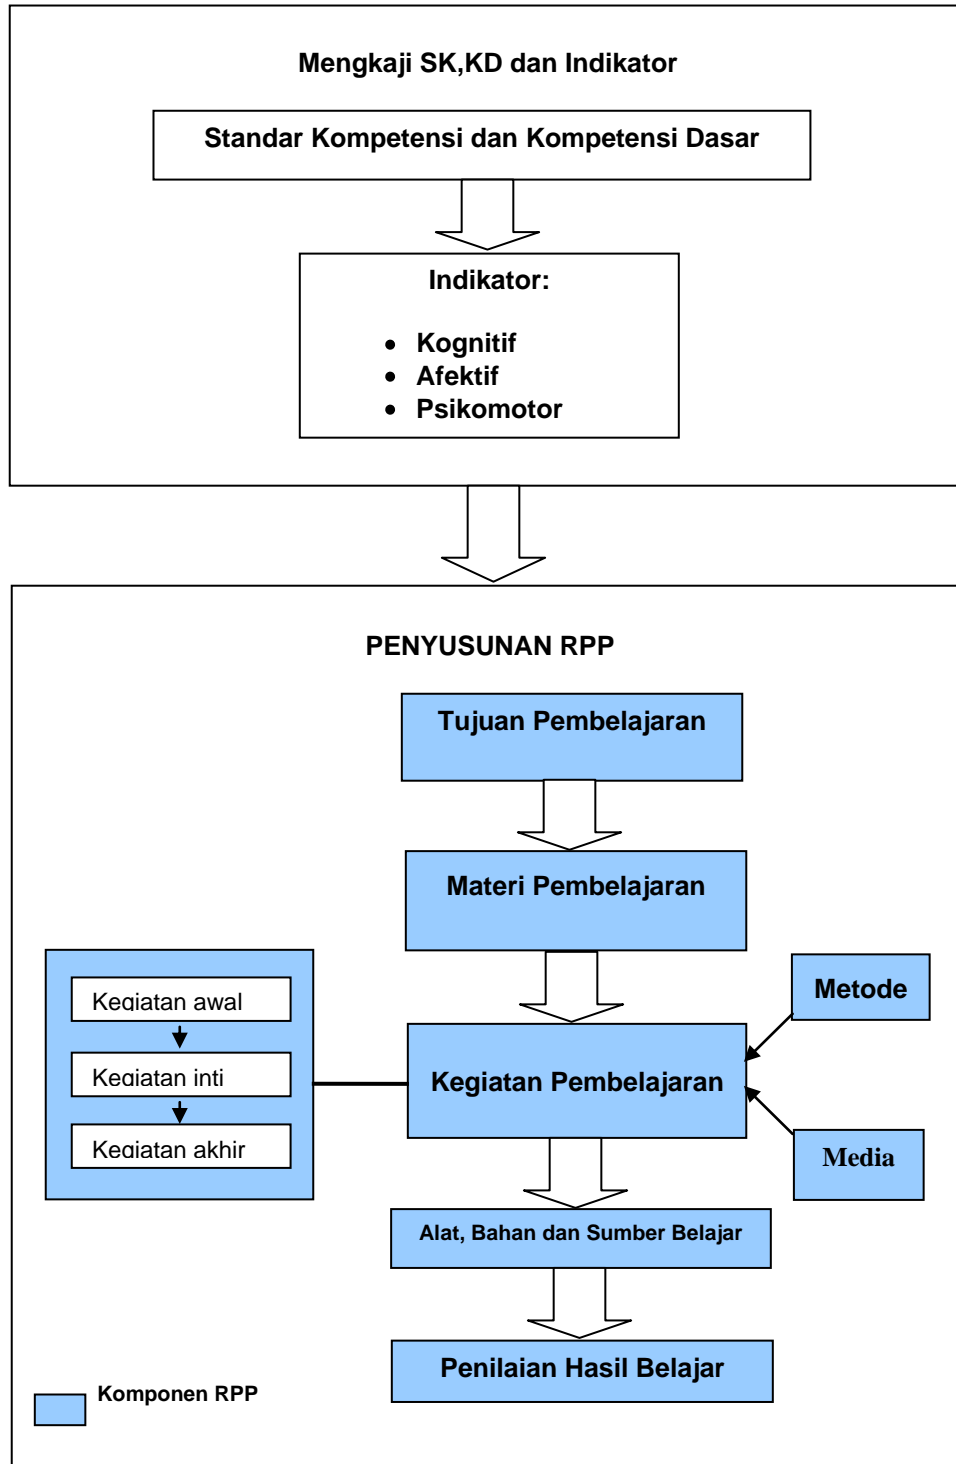 Mengkaji SK,KD dan Indikator
Standar Kompetensi dan Kompetensi Dasar
Indikator:
• Kognitif
• Afektif
• Psikomotor
PENYUSUNAN RPP
Tujuan Pembelajaran
Materi Pembelajaran
Kegiatan awal
Kegiatan inti
Kegiatan akhir
Kegiatan Pembelajaran
Metode
Media
Alat, Bahan dan Sumber Belajar
Penilaian Hasil Belajar
Komponen RPP